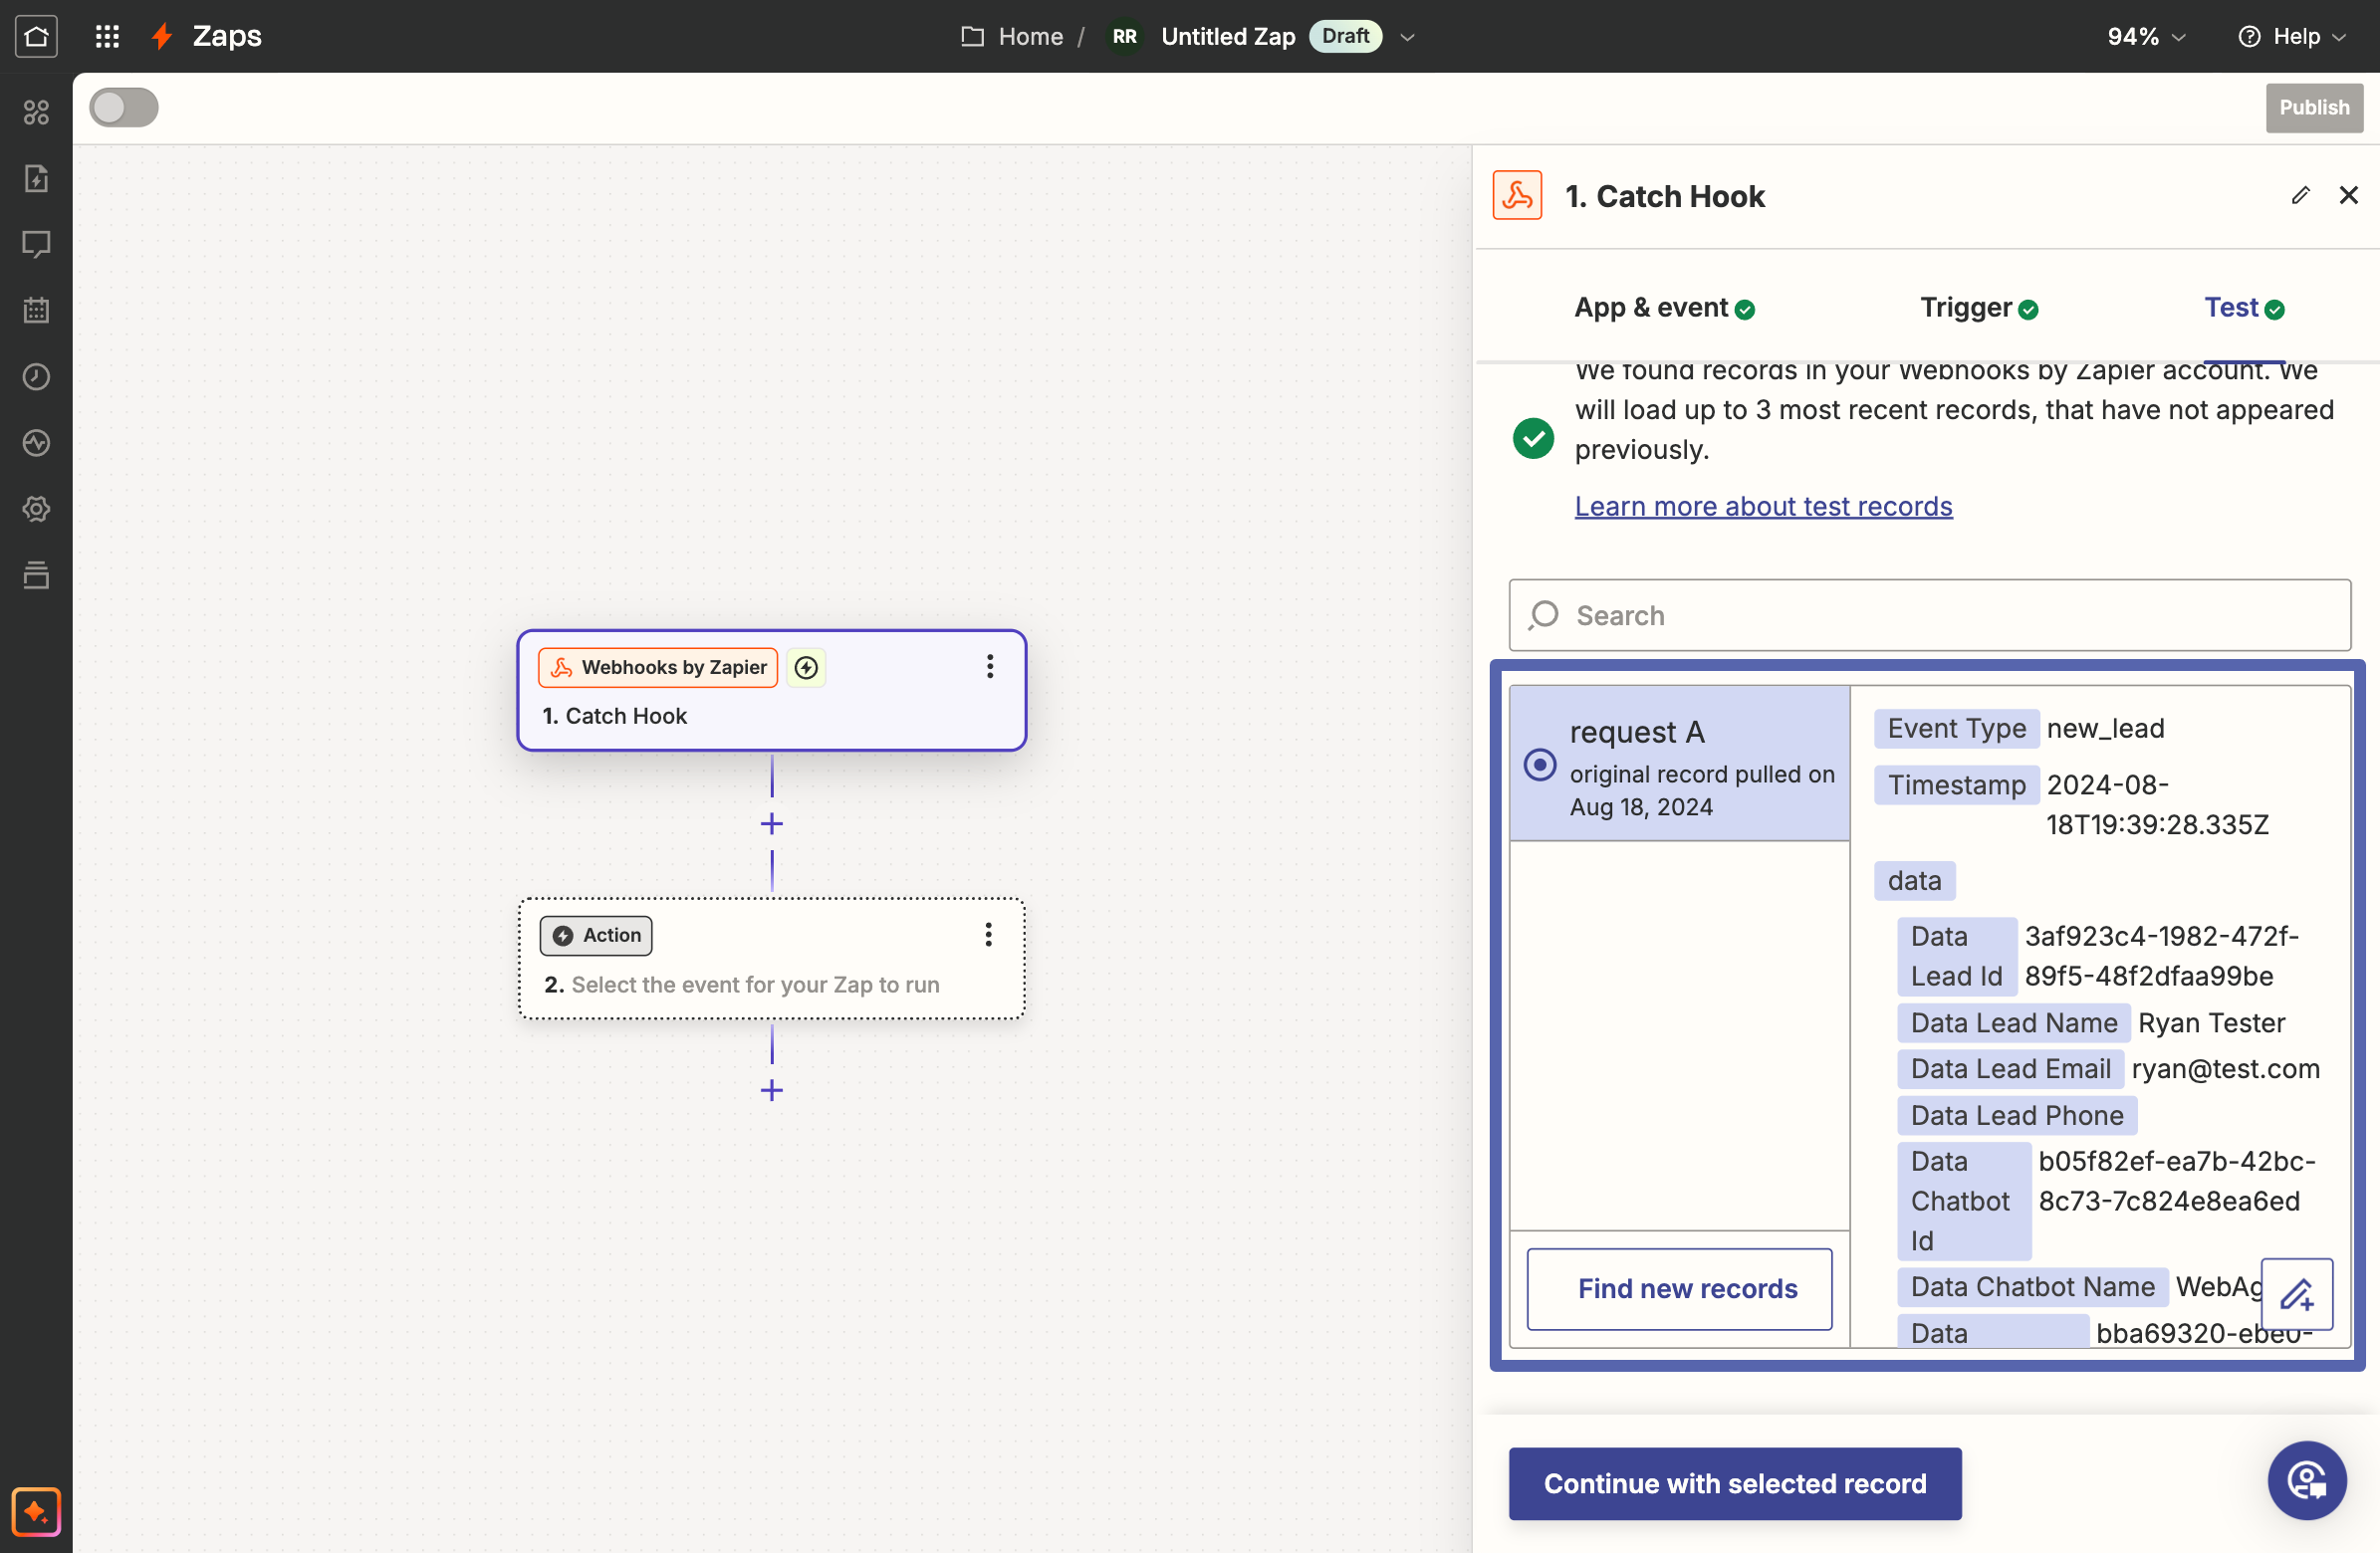 Zaps
Home / RR Untitled Zap Draft
94%
Help
Publish
1. Catch Hook
App & event
Trigger
Test
We found records in your Webhooks by Zapier account. We
will load up to 3 most recent records, that have not appeared
previously.
Learn more about test records
Search
request A
original record pulled on
Aug 18, 2024
Find new records
Event Type new_lead
Timestamp 2024-08-
18T19:39:28.335Z
data
Data 3af923c4-1982-472f-
Lead Id 89f5-48f2dfaa99be
Data Lead Name Ryan Tester
Data Lead Email ryan@test.com
Data Lead Phone
Data b05f82ef-ea7b-42bc-
Chatbot 8c73-7c824e8ea6ed
Id
Data Chatbot Name WebAg
Data bba69320-ebe0-
Continue with selected record
Webhooks by Zapier
1. Catch Hook
Action
2. Select the event for your Zap to run